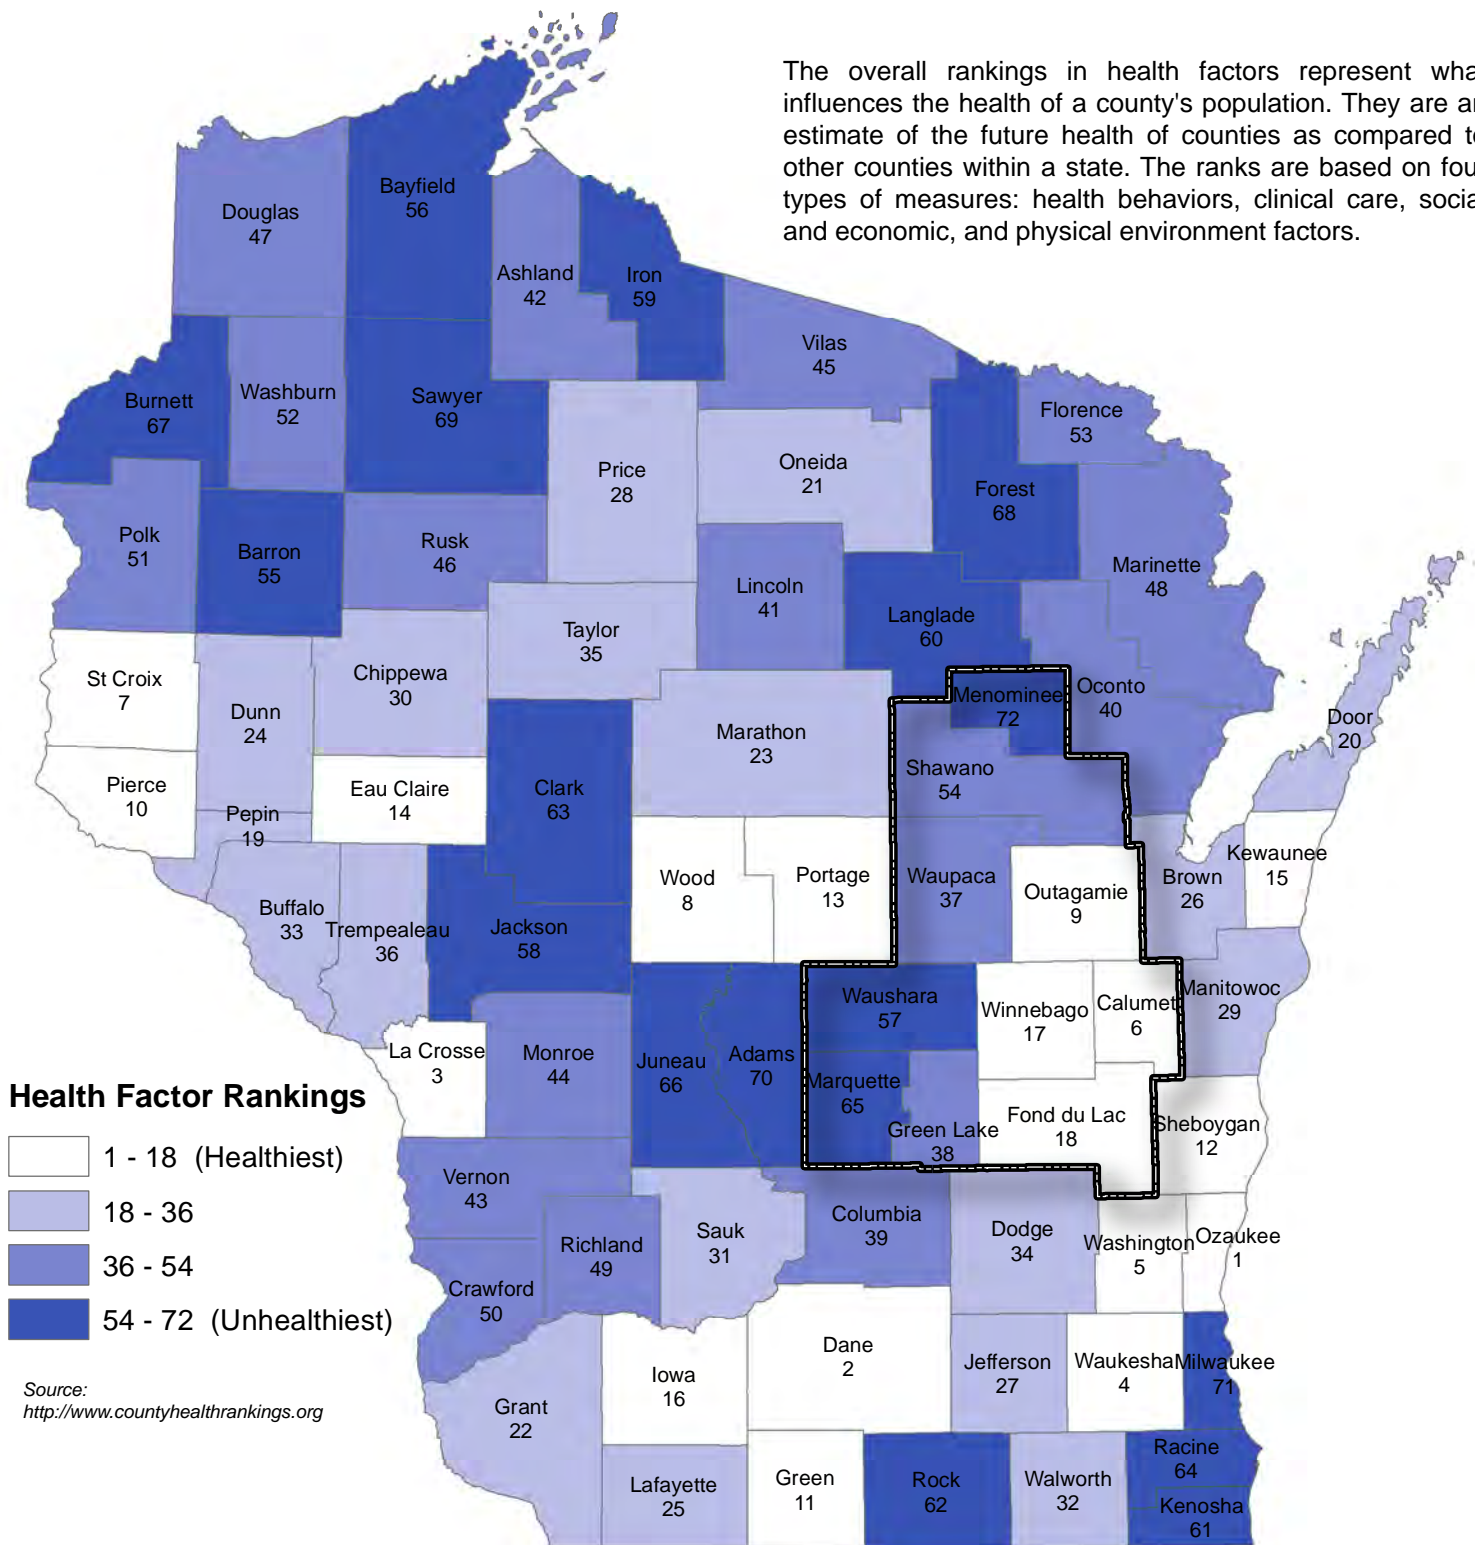 The overall rankings in health factors represent wha
influences the health of a county's population. They are an
estimate of the future health of counties as compared to
other counties within a state. The ranks are based on four
types of measures: health behaviors, clinical care, social
and economic, and physical environment factors.
Bayfield
56
Douglas
47
Ashland
42
Iron
59
Vilas
45
Burnett
67
Washburn
52
Sawyer
69
Florence
53
Price
28
Oneida
21
Forest
68
Polk
51
Barron
55
Rusk
46
Marinette
48
Lincoln
41
Langlade
60
Taylor
35
St Croix
7
Chippewa
30
Dunn
24
Menominee
72
Oconto
40
Door
20
Marathon
23
Shawano
54
Pierce
10
Eau Claire
14
Clark
63
Pepin
19
Wood
8
Portage
13
Waupaca
37
Outagamie
9
Brown
26
Kewaunee
15
Buffalo
33
Trempealeau
36
Jackson
58
Waushara
57
Winnebago
17
Calumet
6
Manitowoc
29
La Crosse
3
Monroe
44
Juneau
66
Adams
70
Marquette
65
Green Lake
38
Fond du Lac
18
Sheboygan
12
Health Factor Rankings
1 - 18 (Healthiest)
18 - 36
36 - 54
54 - 72 (Unhealthiest)
Source:
http://www.countyhealthrankings.org
Vernon
43
Richland
49
Sauk
31
Columbia
39
Dodge
34
Washington
5
Ozaukee
1
Crawford
50
Grant
22
Iowa
16
Dane
2
Jefferson
27
Waukesha
4
Milwaukee
71
Lafayette
25
Green
11
Rock
62
Walworth
32
Racine
64
Kenosha
61